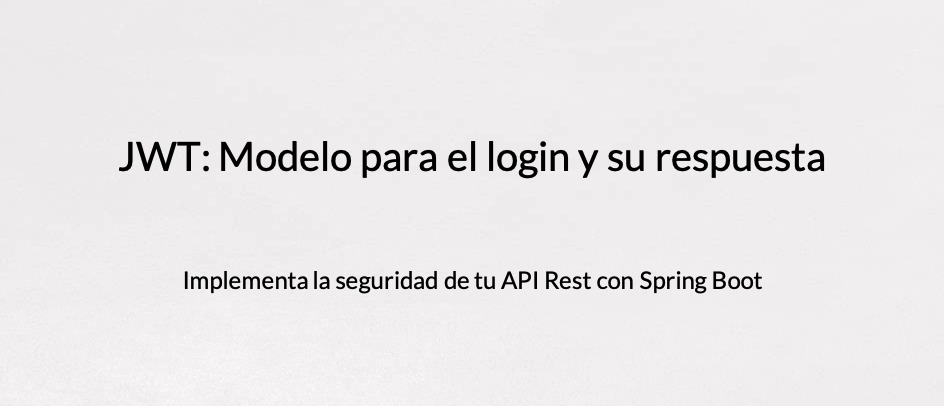 JWT: Modelo para el login y su respuesta
Implementa la seguridad de tu API Rest con Spring Boot